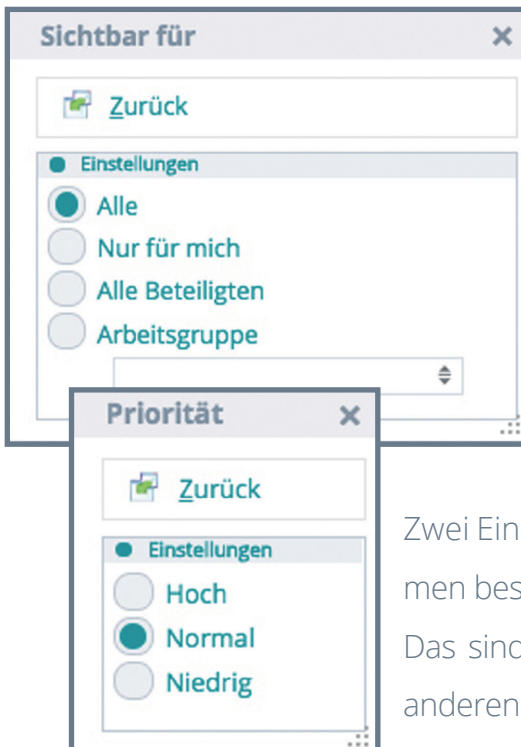 Sichtbar für
Zurück
Einstellungen
Alle
Nur für mich
Alle Beteiligten
Arbeitsgruppe
Priorität
Zurück
Einstellungen
Hoch
Normal
Niedrig
Zwei Ein
men bes
Das sind
anderen